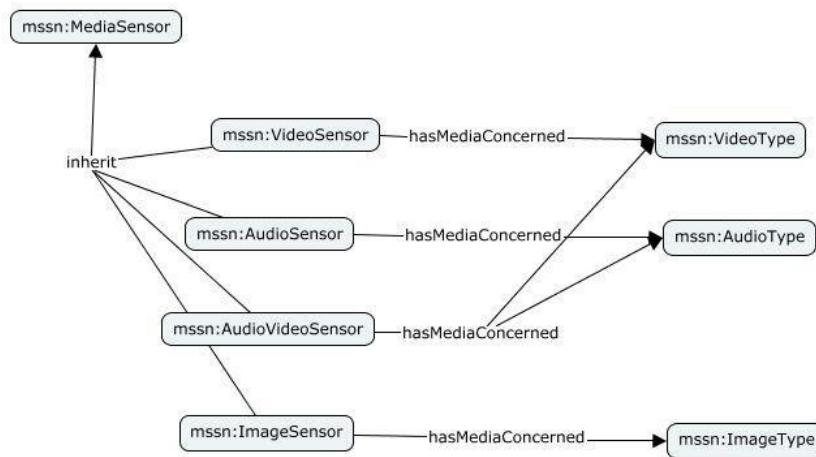 mssn:MediaSensor
mssn:VideoSensor
hasMediaConcerned
mssn:VideoType
inherit
mssn:AudioSensor
hasMediaConcerned
mssn:AudioType
mssn:AudioVideoSensor
hasMediaConcerned
mssn:ImageSensor
hasMediaConcerned
mssn:ImageType